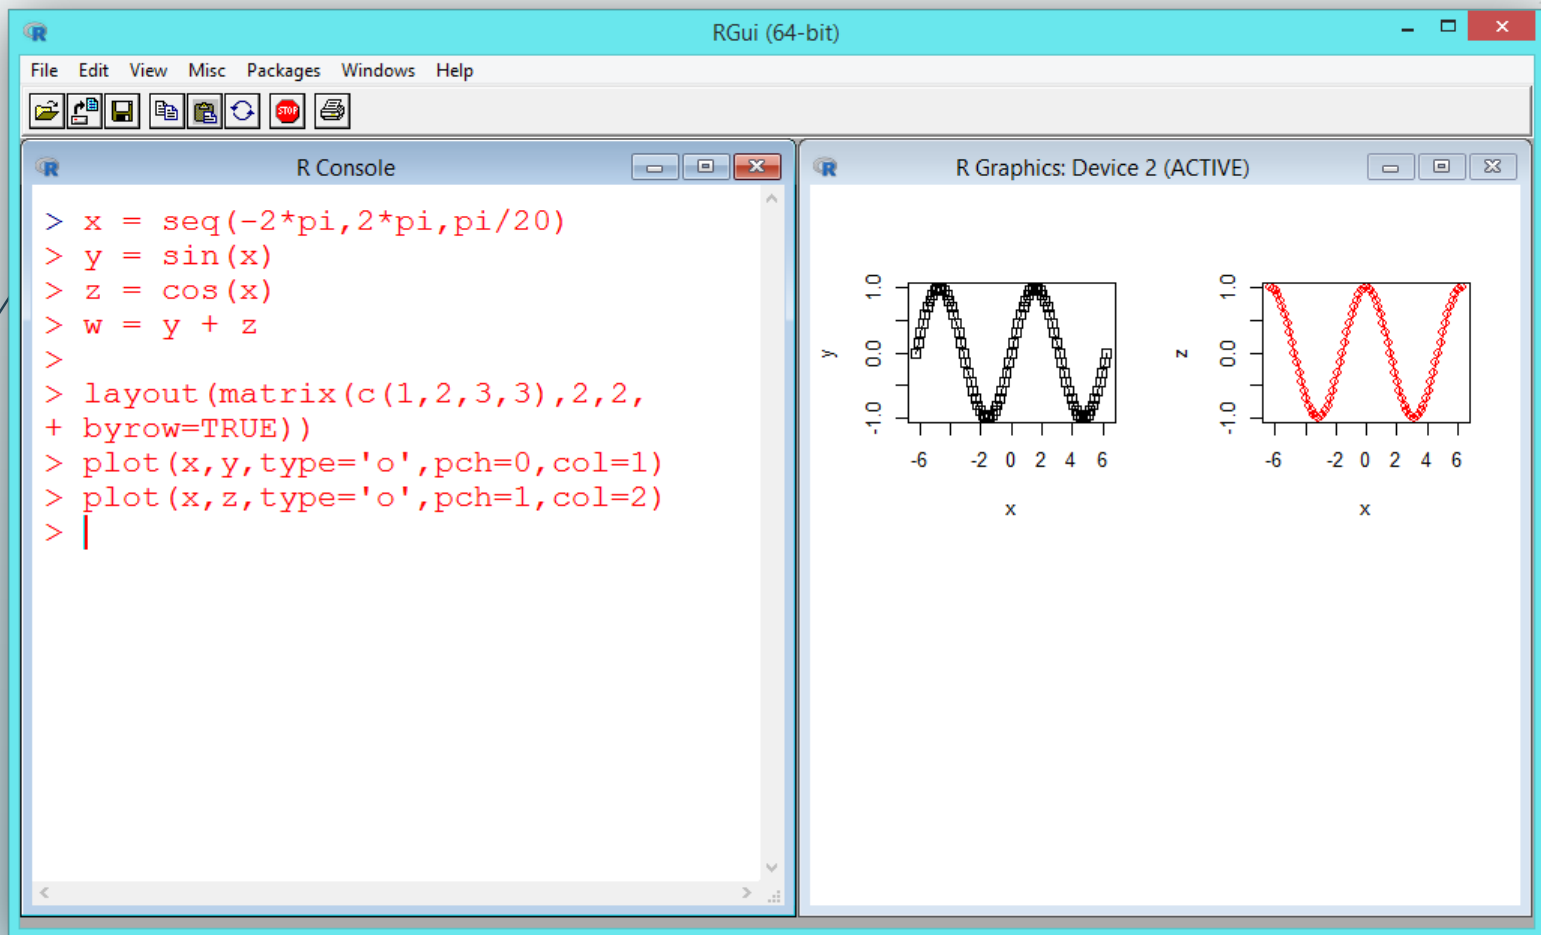 RGui (64-bit)
File Edit View Misc Packages Windows Help
STOP
R Console
> x = seq(-2*pi,2*pi,pi/20)
> y = sin(x)
> z = cos(x)
> w = y + z
>
> layout(matrix(c(1,2,3,3),2,2,
+ byrow=TRUE))
> plot(x,y,type='o',pch=0,col=1)
> plot(x,z,type='o',pch=1,col=2)
>
R Graphics: Device 2 (ACTIVE)
y
1.0
0.0
-1.0
-6 -2 0 2 4 6
x
z
1.0
0.0
-1.0
-6 -2 0 2 4 6
x